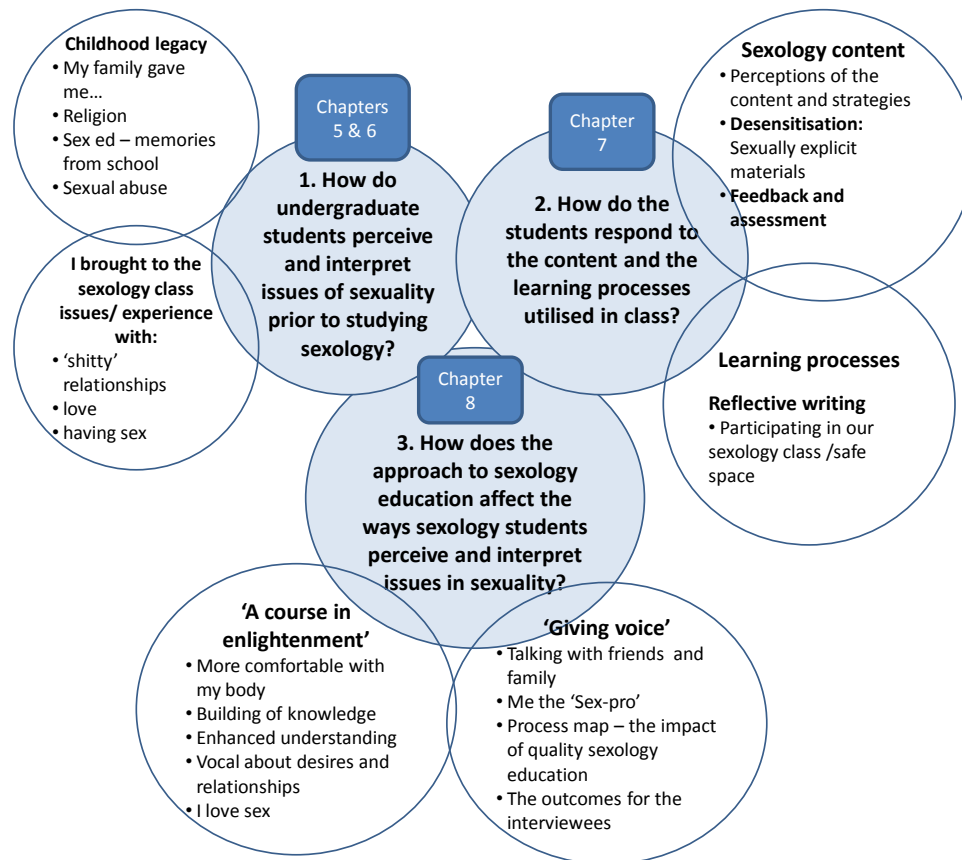 Childhood legacy
• My family gave
me...
• Religion
• Sex ed – memories
from school
• Sexual abuse
I brought to the
sexology class
issues/ experience
with:
• ‘shitty’
relationships
• love
• having sex
Chapters
5 & 6
1. How do
undergraduate
students perceive
and interpret
issues of sexuality
prior to studying
sexology?
Chapter
7
2. How do the
students respond to
the content and the
learning processes
utilised in class?
Sexology content
• Perceptions of the
content and strategies
• Desensitisation:
Sexually explicit
materials
• Feedback and
assessment
Learning processes
Reflective writing
• Participating in our
sexology class /safe
space
Chapter
8
3. How does the
approach to sexology
education affect the
ways sexology students
perceive and interpret
issues in sexuality?
‘A course in
enlightenment’
• More comfortable with
my body
• Building of knowledge
• Enhanced understanding
• Vocal about desires and
relationships
• I love sex
‘Giving voice’
• Talking with friends and
family
• Me the ‘Sex-pro’
• Process map – the impact
of quality sexology
education
• The outcomes for the
interviewees